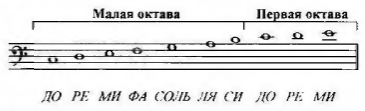 Малая октава Первая октава
ДО РЕ МИ ФА СОЛЬ ЛЯ СИ ДО РЕ МИ